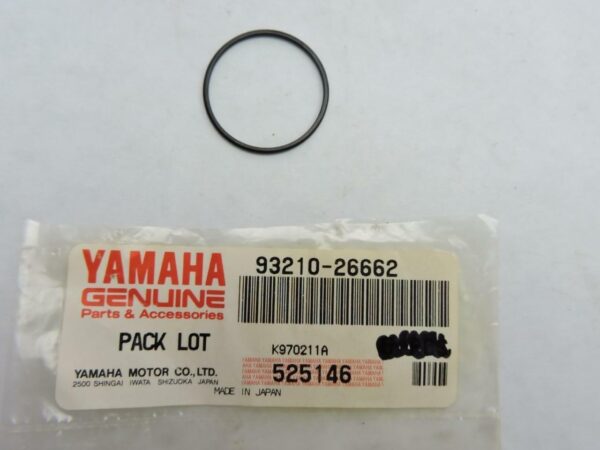 YAMAHA
GENUINE
Parts & Accessories
93210-26662
PACK LOT
K970211A
YAMAHA MOTOR CO., LTD.
2500 SHINGAI IWATA SHIZUOKA JAPAN
525146
MADE IN JAPAN